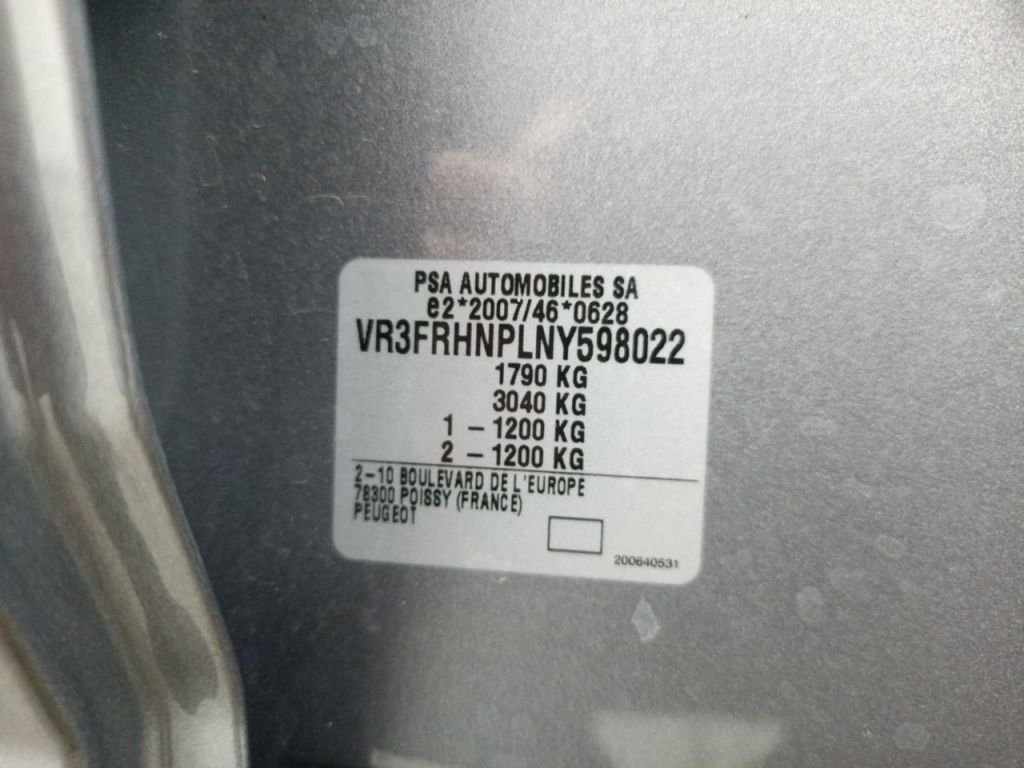 PSA AUTOMOBILES SA
e2*2007/46*0628
VR3FRHNPLNY598022
1790 KG
3040 KG
1 – 1200 KG
2 – 1200 KG
2–10 BOULEVARD DE L'EUROPE
78300 POISSY (FRANCE)
PEUGEOT
200640531